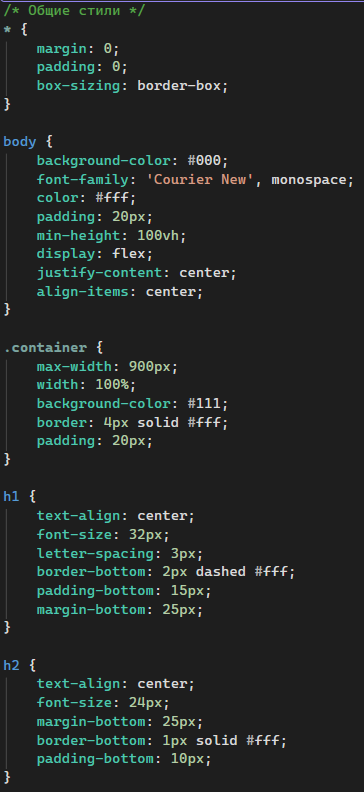 /* Общие стили */
* {
    margin: 0;
    padding: 0;
    box-sizing: border-box;
}

body {
    background-color: #000;
    font-family: 'Courier New', monospace;
    color: #fff;
    padding: 20px;
    min-height: 100vh;
    display: flex;
    justify-content: center;
    align-items: center;
}

.container {
    max-width: 900px;
    width: 100%;
    background-color: #111;
    border: 4px solid #fff;
    padding: 20px;
}

h1 {
    text-align: center;
    font-size: 32px;
    letter-spacing: 3px;
    border-bottom: 2px dashed #fff;
    padding-bottom: 15px;
    margin-bottom: 25px;
}

h2 {
    text-align: center;
    font-size: 24px;
    margin-bottom: 25px;
    border-bottom: 1px solid #fff;
    padding-bottom: 10px;
}